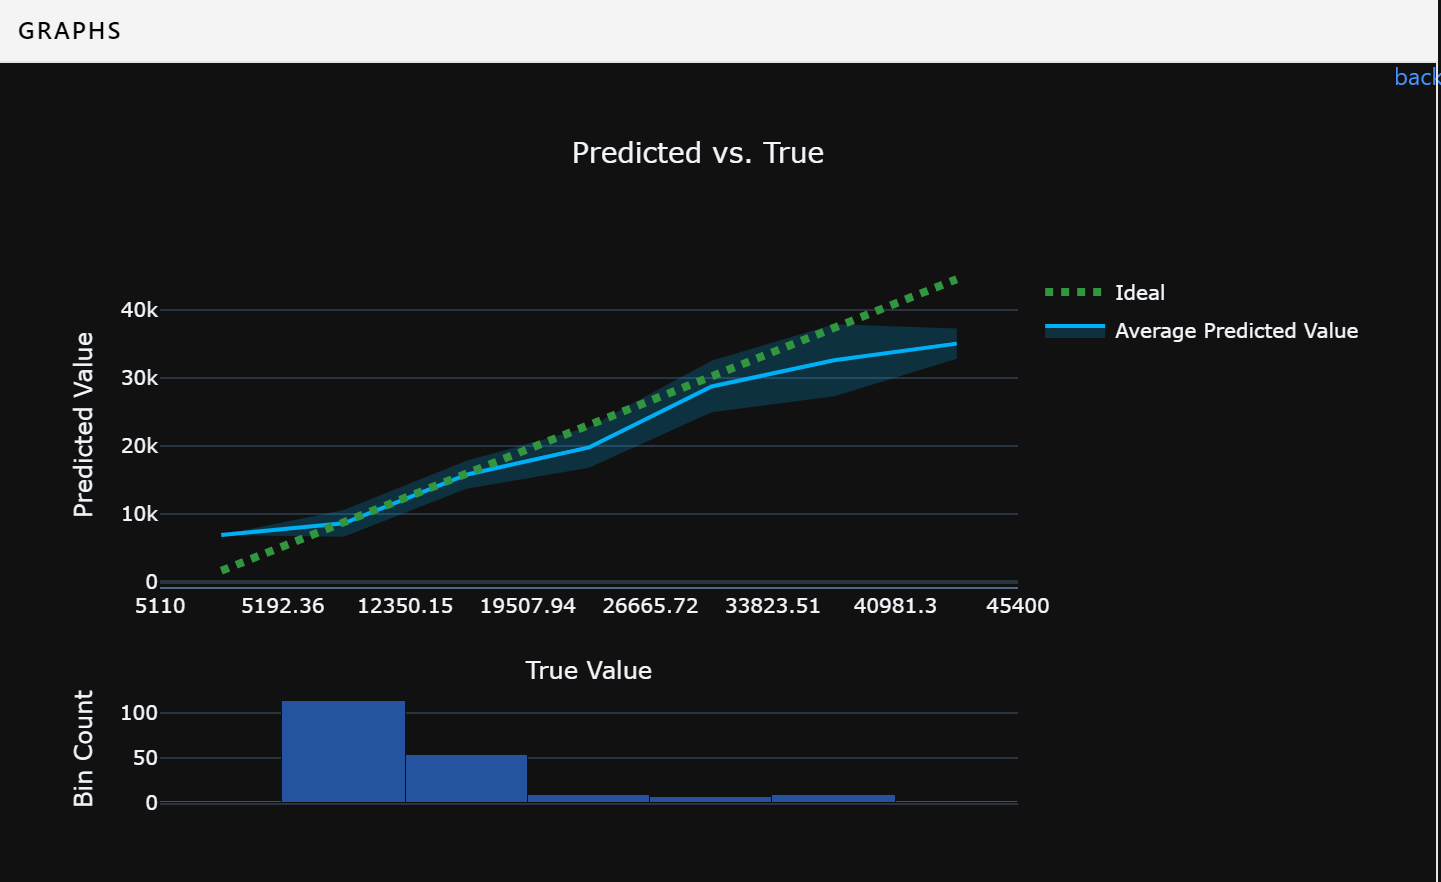 GRAPHS
back
Predicted vs. True
Ideal
Average Predicted Value
Predicted Value
40k
30k
20k
10k
0
5110 5192.36 12350.15 19507.94 26665.72 33823.51 40981.3 45400
True Value
Bin Count
100
50
0